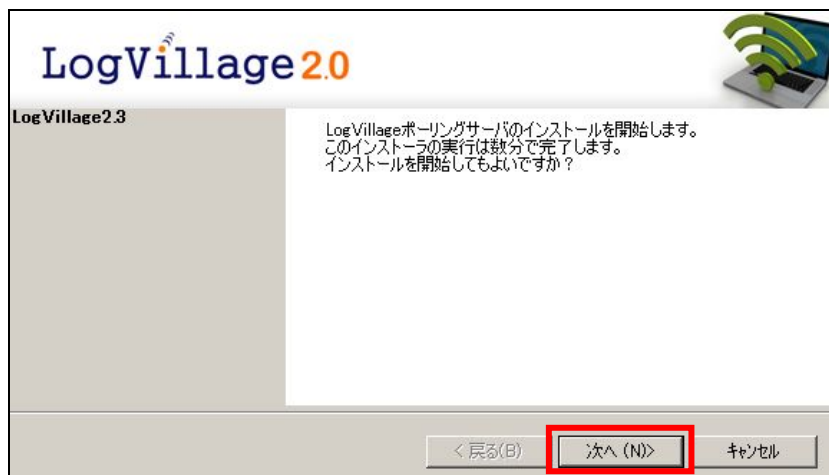 LogVillage2.0
LogVillage2.3
LogVillageポーリングサーバのインストールを開始します。
このインストーラの実行は数分で完了します。
インストールを開始してもよいですか？
< 戻る(B)
次へ (N)>
キャンセル